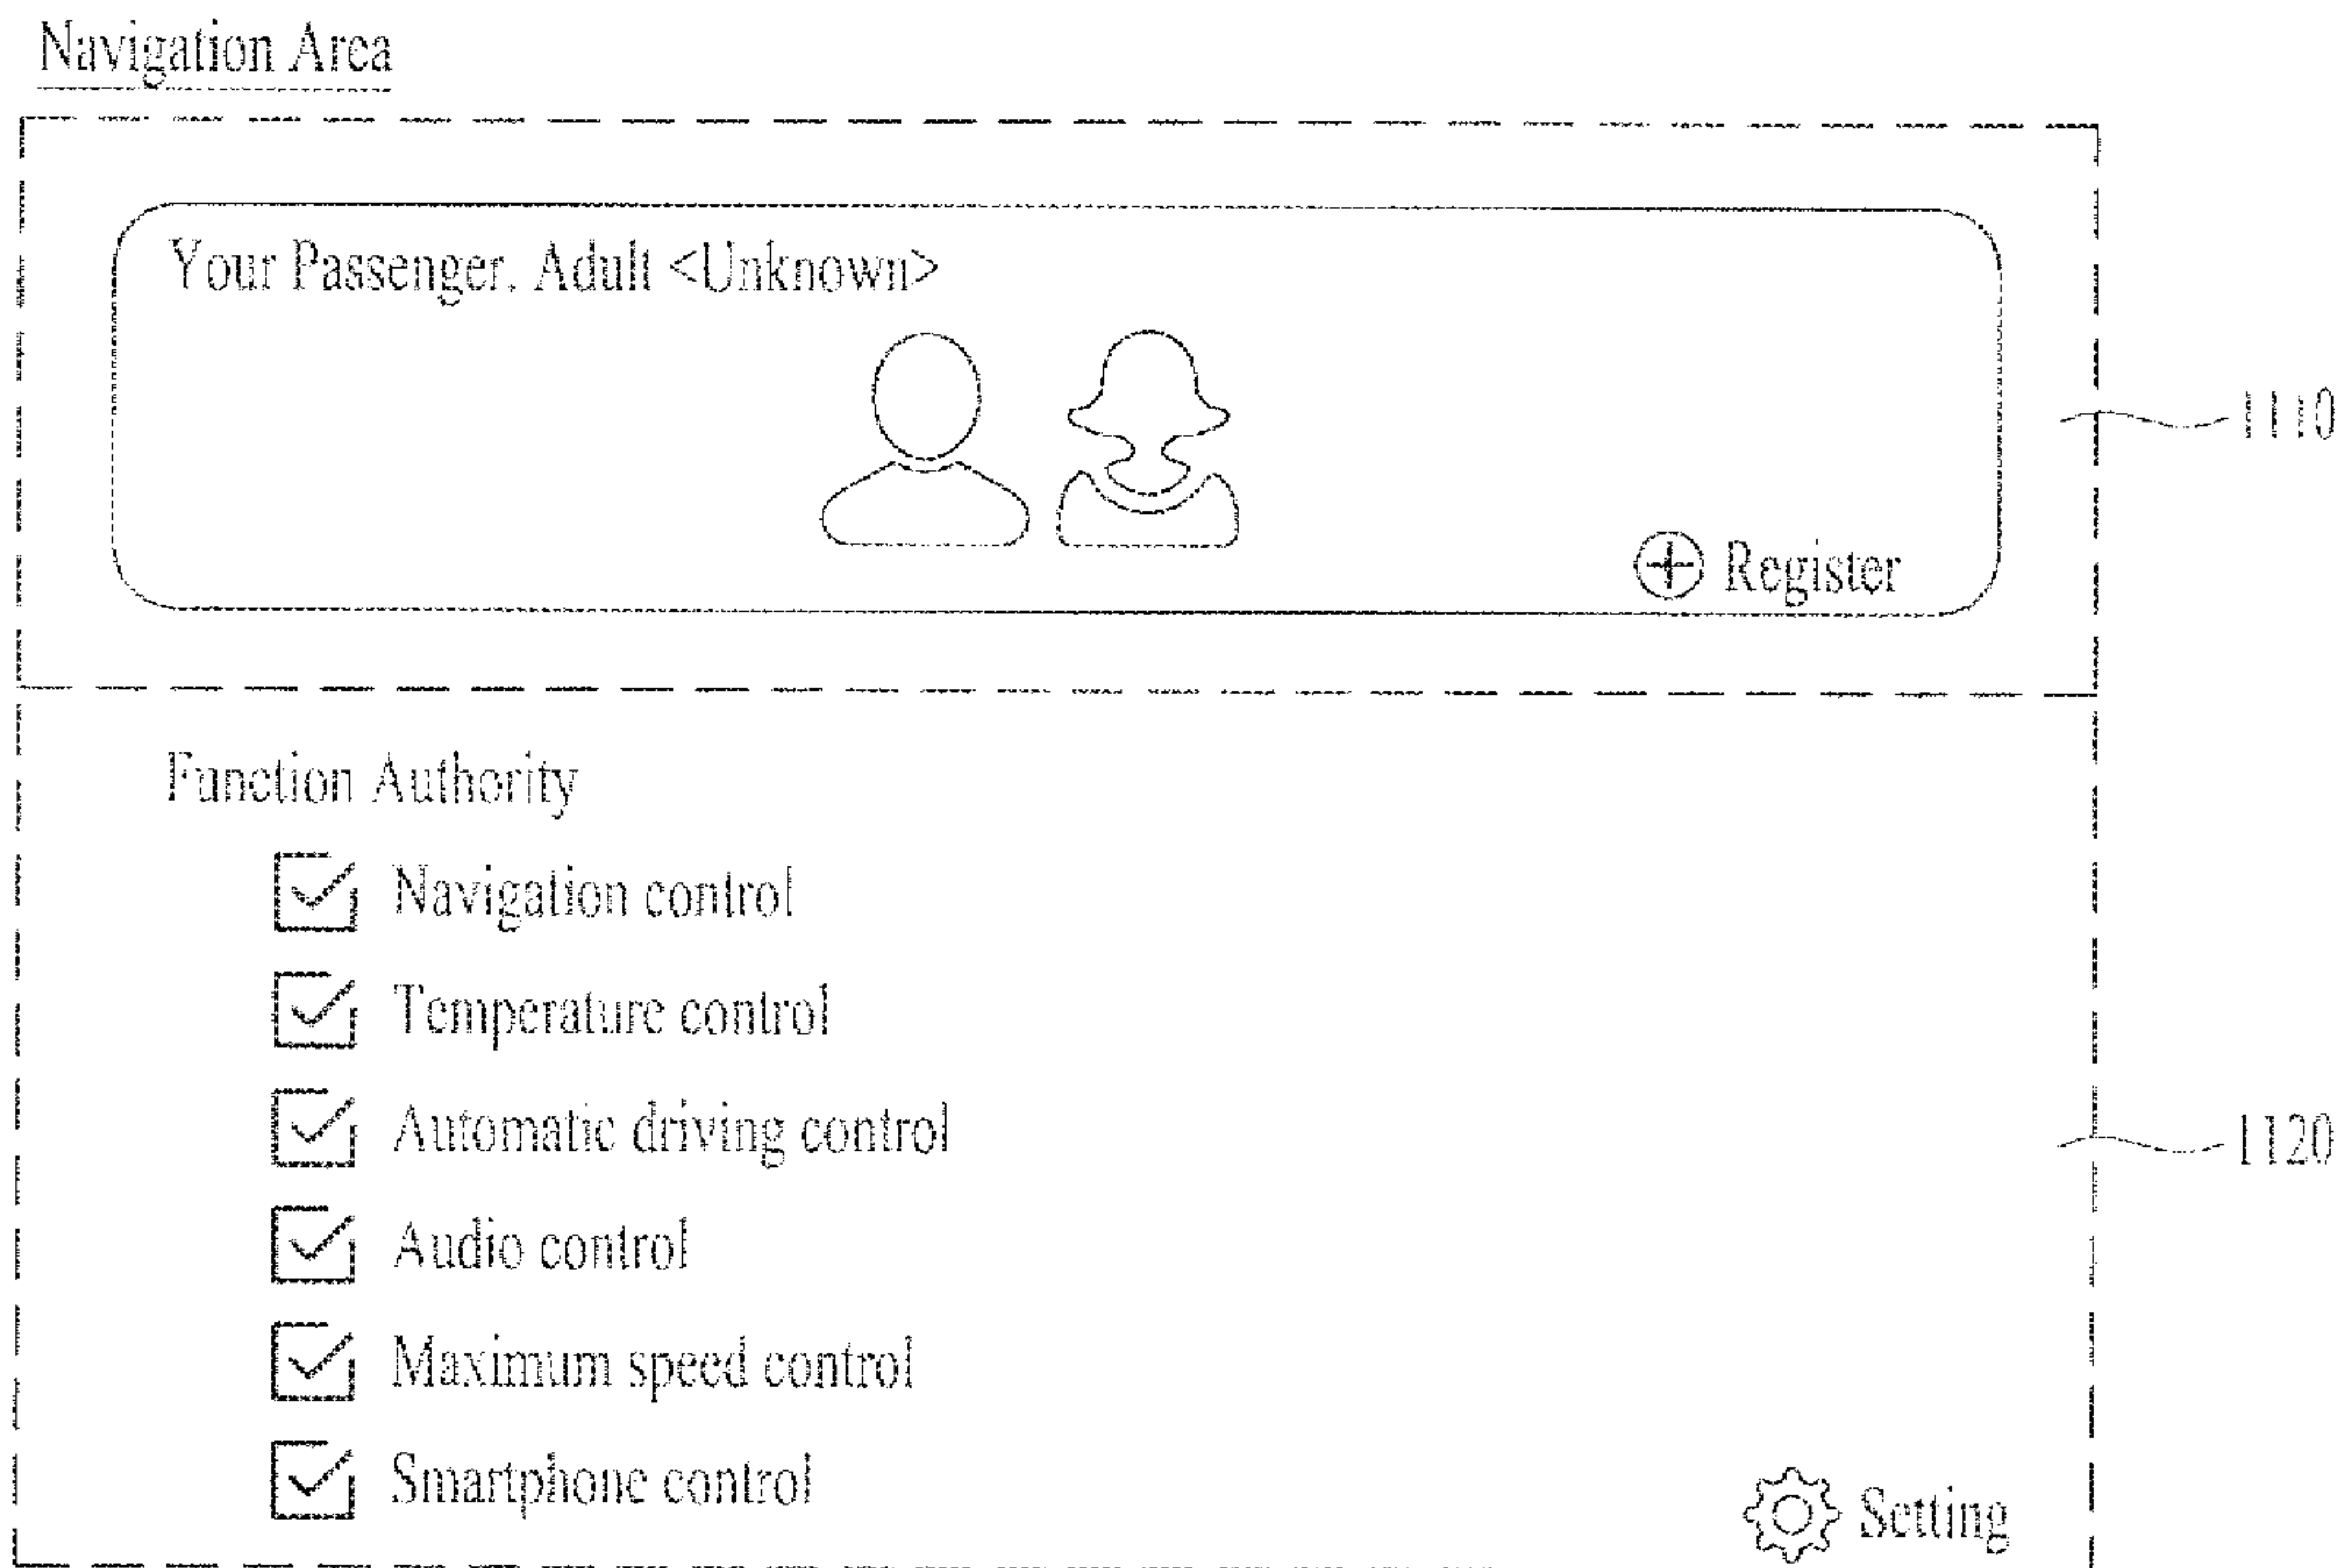 Navigation Area
Your Passenger, Adult <Unknown>
1110
Register
Function Authority
Navigation control
Temperature control
Automatic driving control
1120
Audio control
Maximum speed control
Smartphone control
Setting